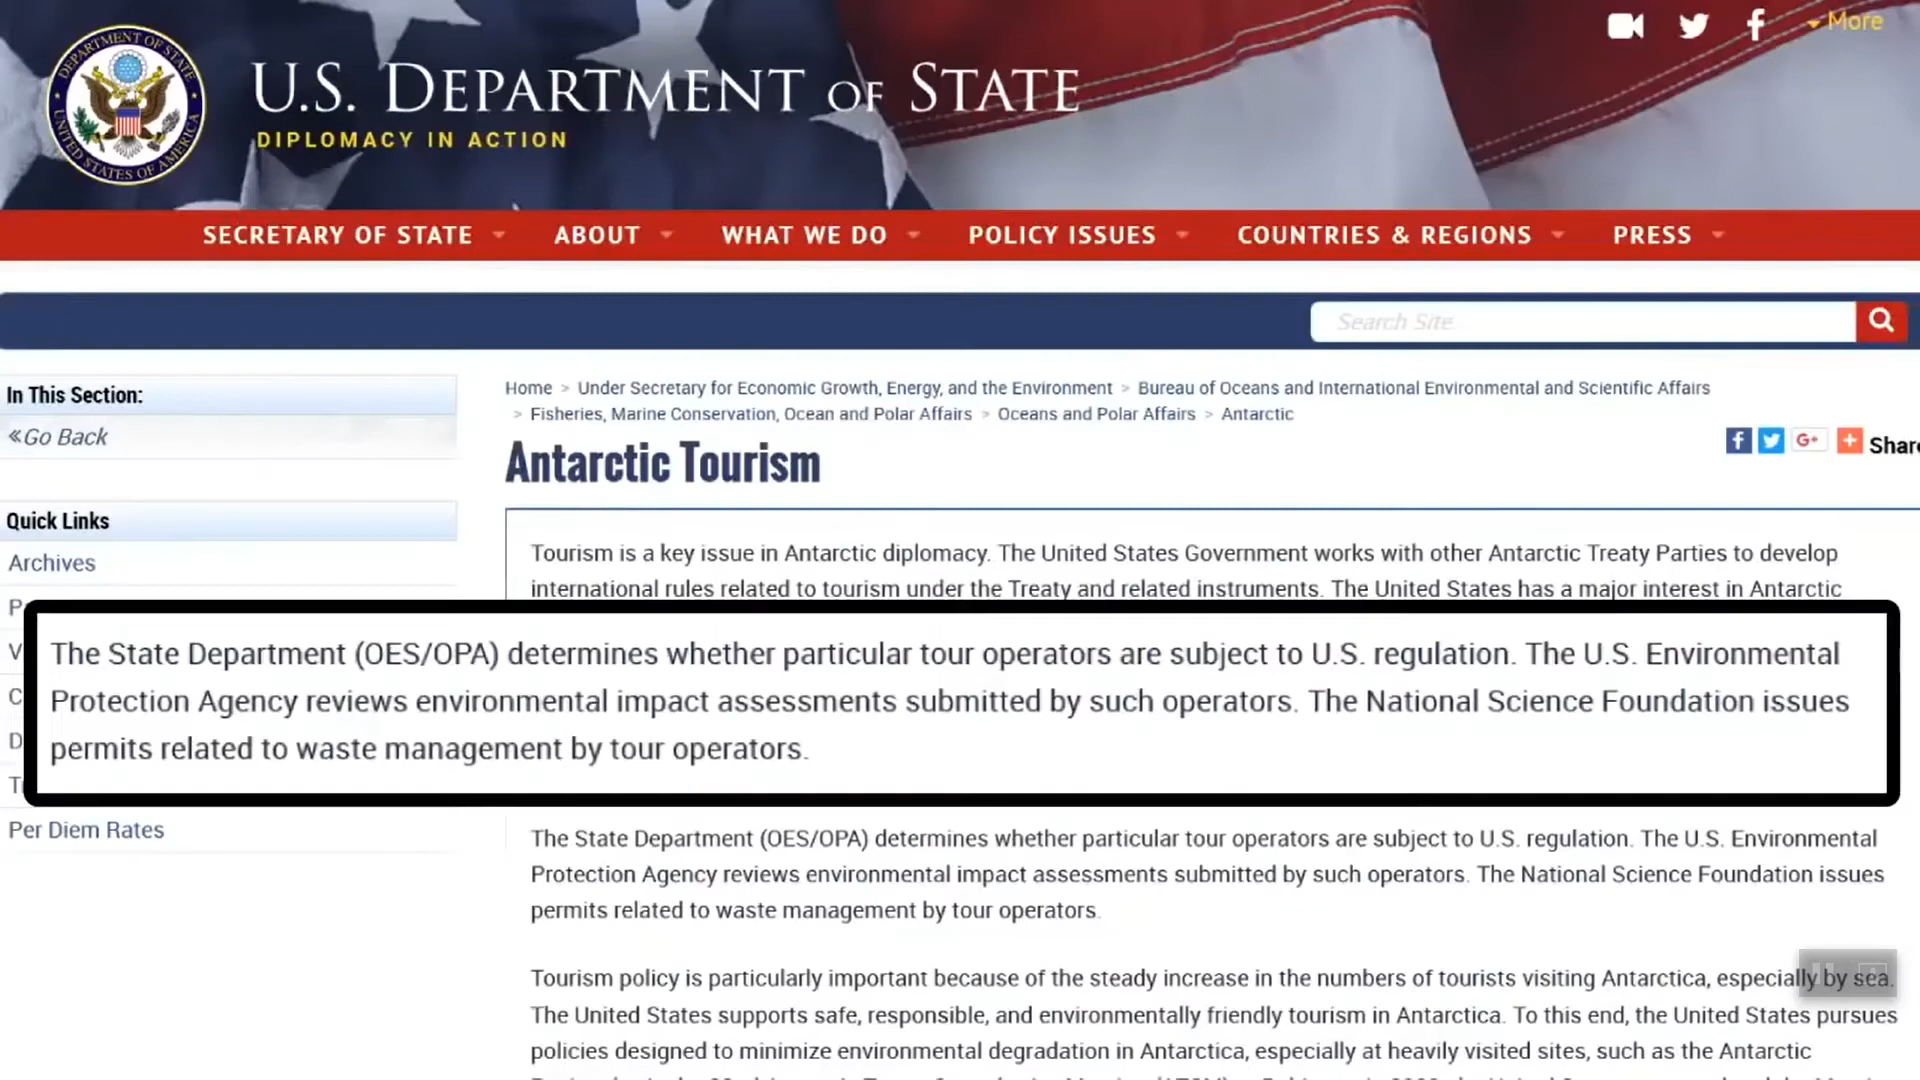 More
U.S. DEPARTMENT OF STATE
DIPLOMACY IN ACTION
DEPARTMENT OF STATE
UNITED STATES OF AMERICA
SECRETARY OF STATE ABOUT WHAT WE DO POLICY ISSUES COUNTRIES & REGIONS PRESS
Search Site
In This Section:
«Go Back
Quick Links
Archives
Per Diem Rates
Home > Under Secretary for Economic Growth, Energy, and the Environment > Bureau of Oceans and International Environmental and Scientific Affairs
> Fisheries, Marine Conservation, Ocean and Polar Affairs > Oceans and Polar Affairs > Antarctic
Antarctic Tourism
f G+ + Share
Tourism is a key issue in Antarctic diplomacy. The United States Government works with other Antarctic Treaty Parties to develop
international rules related to tourism under the Treaty and related instruments. The United States has a major interest in Antarctic
The State Department (OES/OPA) determines whether particular tour operators are subject to U.S. regulation. The U.S. Environmental
Protection Agency reviews environmental impact assessments submitted by such operators. The National Science Foundation issues
permits related to waste management by tour operators.
The State Department (OES/OPA) determines whether particular tour operators are subject to U.S. regulation. The U.S. Environmental
Protection Agency reviews environmental impact assessments submitted by such operators. The National Science Foundation issues
permits related to waste management by tour operators.
Tourism policy is particularly important because of the steady increase in the numbers of tourists visiting Antarctica, especially by sea.
The United States supports safe, responsible, and environmentally friendly tourism in Antarctica. To this end, the United States pursues
policies designed to minimize environmental degradation in Antarctica, especially at heavily visited sites, such as the Antarctic